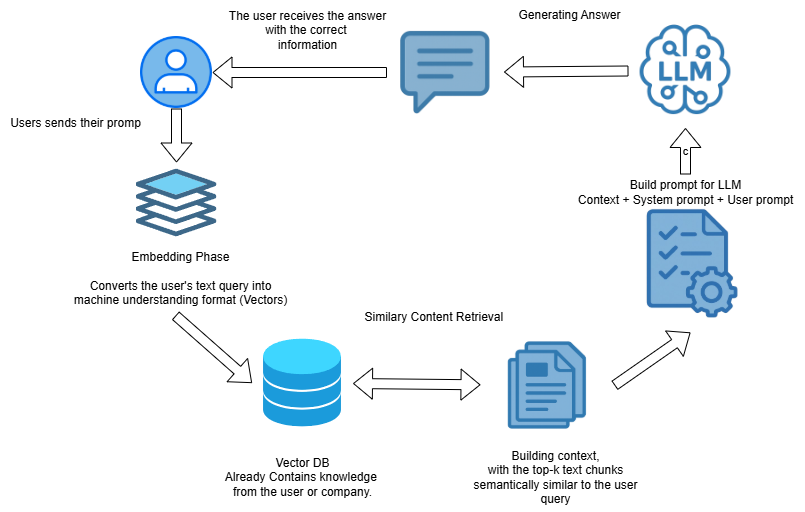 The user receives the answer
with the correct
information
Generating Answer
LLM
Users sends their promp
C
Build prompt for LLM
Context + System prompt + User prompt
Embedding Phase
Converts the user's text query into
machine understanding format (Vectors)
Similary Content Retrieval
Vector DB
Already Contains knowledge
from the user or company.
Building context,
with the top-k text chunks
semantically similar to the user
query